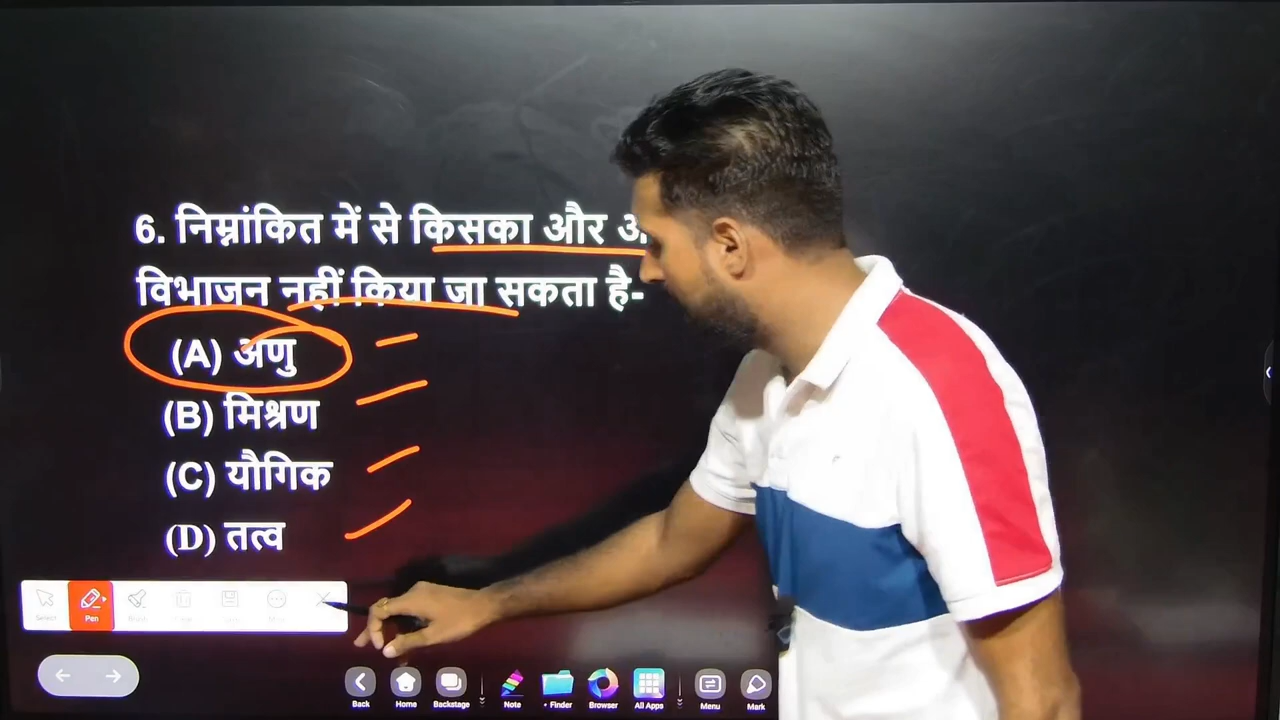 6. निम्नांकित में से किसका और
विभाजन नहीं किया जा सकता है-
(A) अणु
(B) मिश्रण
(C) यौगिक
(D) तत्व
Select Pen
Back Home Backstage Note Finder Browser All Apps Menu Mark